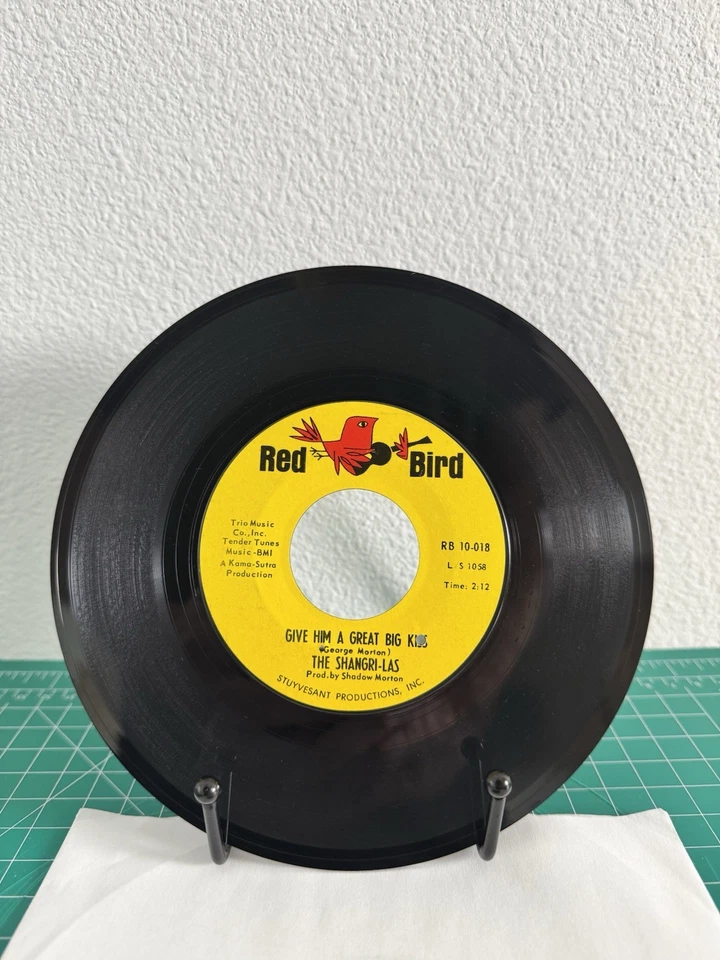 Red Bird
Trio Music
Co., Inc.
Tender Tunes
Music-BMI
A Kama-Sutra
Production
RB 10-018
L. S 1058
Time: 2:12
GIVE HIM A GREAT BIG
(George Morton)
THE SHANGRI-LAS
Prod. by Shadow Morton
STUYVESANT PRODUCTIONS, INC.